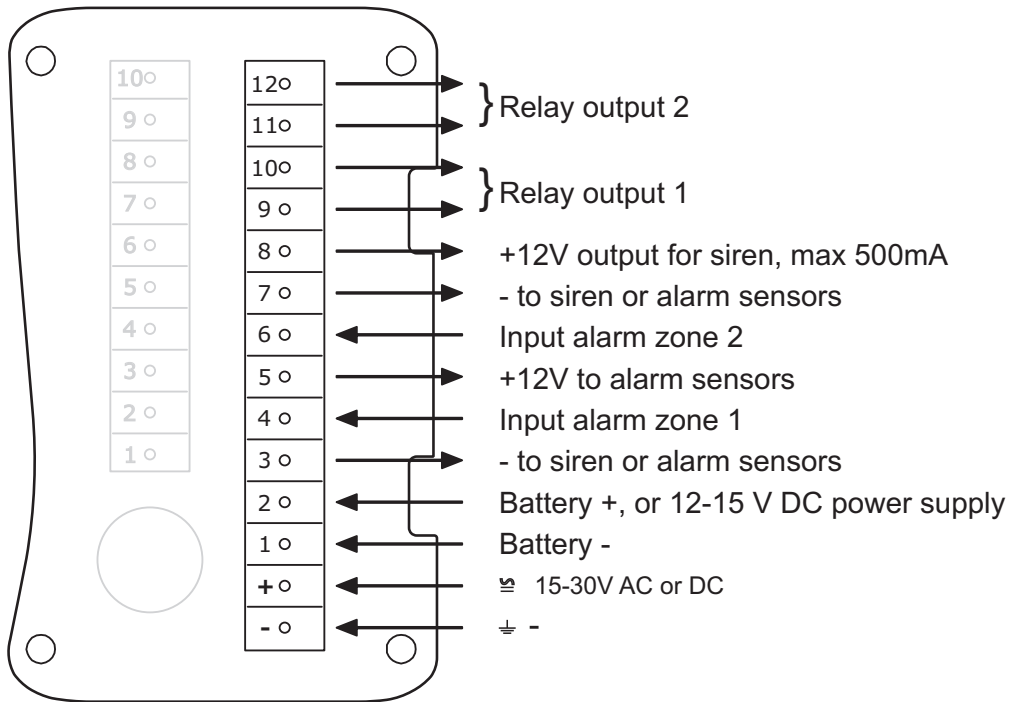 10
9
8
7
6
5
4
3
2
1
12
11
10
9
8
7
6
5
4
3
2
1
+
-
} Relay output 2
} Relay output 1
+12V output for siren, max 500mA
- to siren or alarm sensors
Input alarm zone 2
+12V to alarm sensors
Input alarm zone 1
- to siren or alarm sensors
Battery +, or 12-15 V DC power supply
Battery -
≅ 15-30V AC or DC
⏚ -